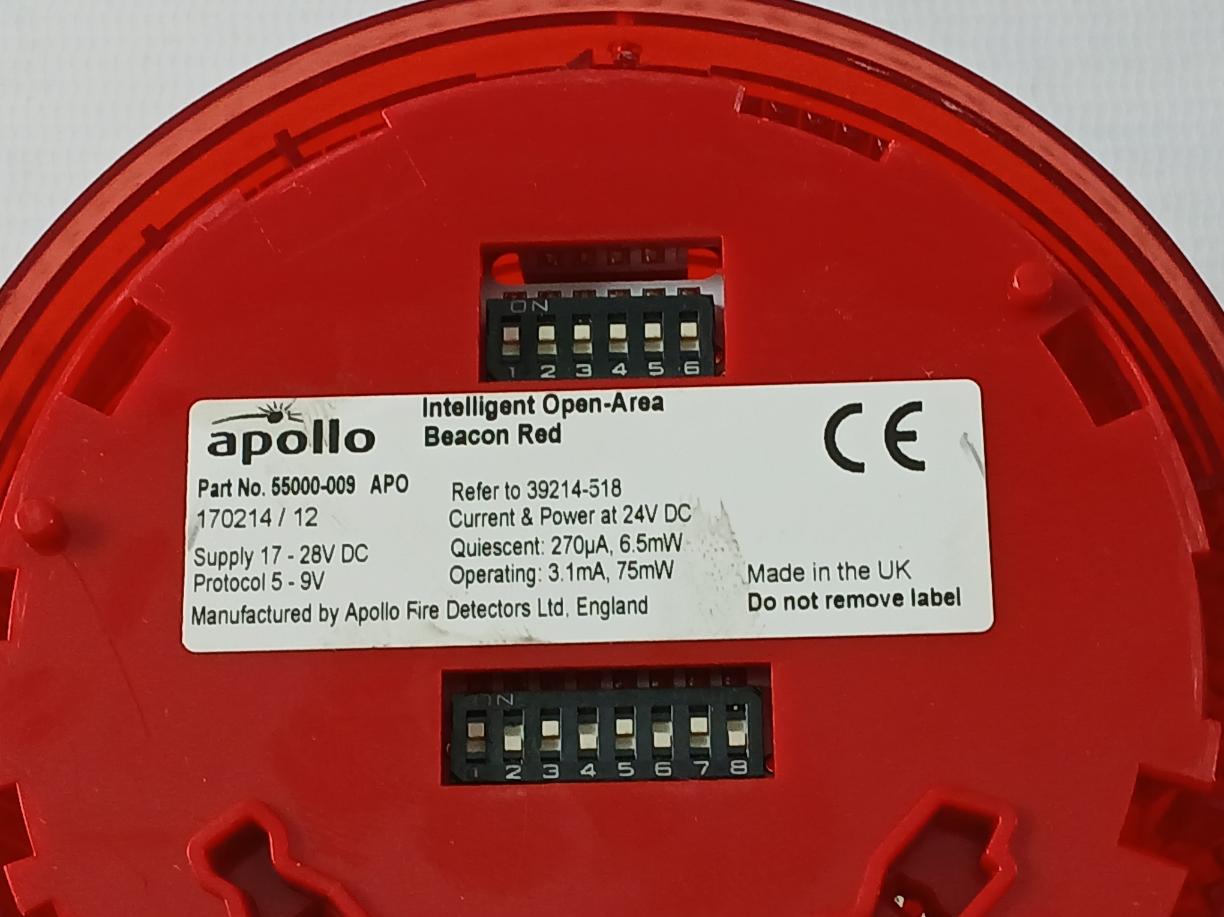 ON
1 2 3 4 5 6
apollo
Intelligent Open-Area
Beacon Red
CE
Part No. 55000-009 APO
170214 / 12
Supply 17 - 28V DC
Protocol 5 - 9V
Refer to 39214-518
Current & Power at 24V DC
Quiescent: 270µA, 6.5mW
Operating: 3.1mA, 75mW
Manufactured by Apollo Fire Detectors Ltd, England
Made in the UK
Do not remove label
ON
1 2 3 4 5 6 7 8